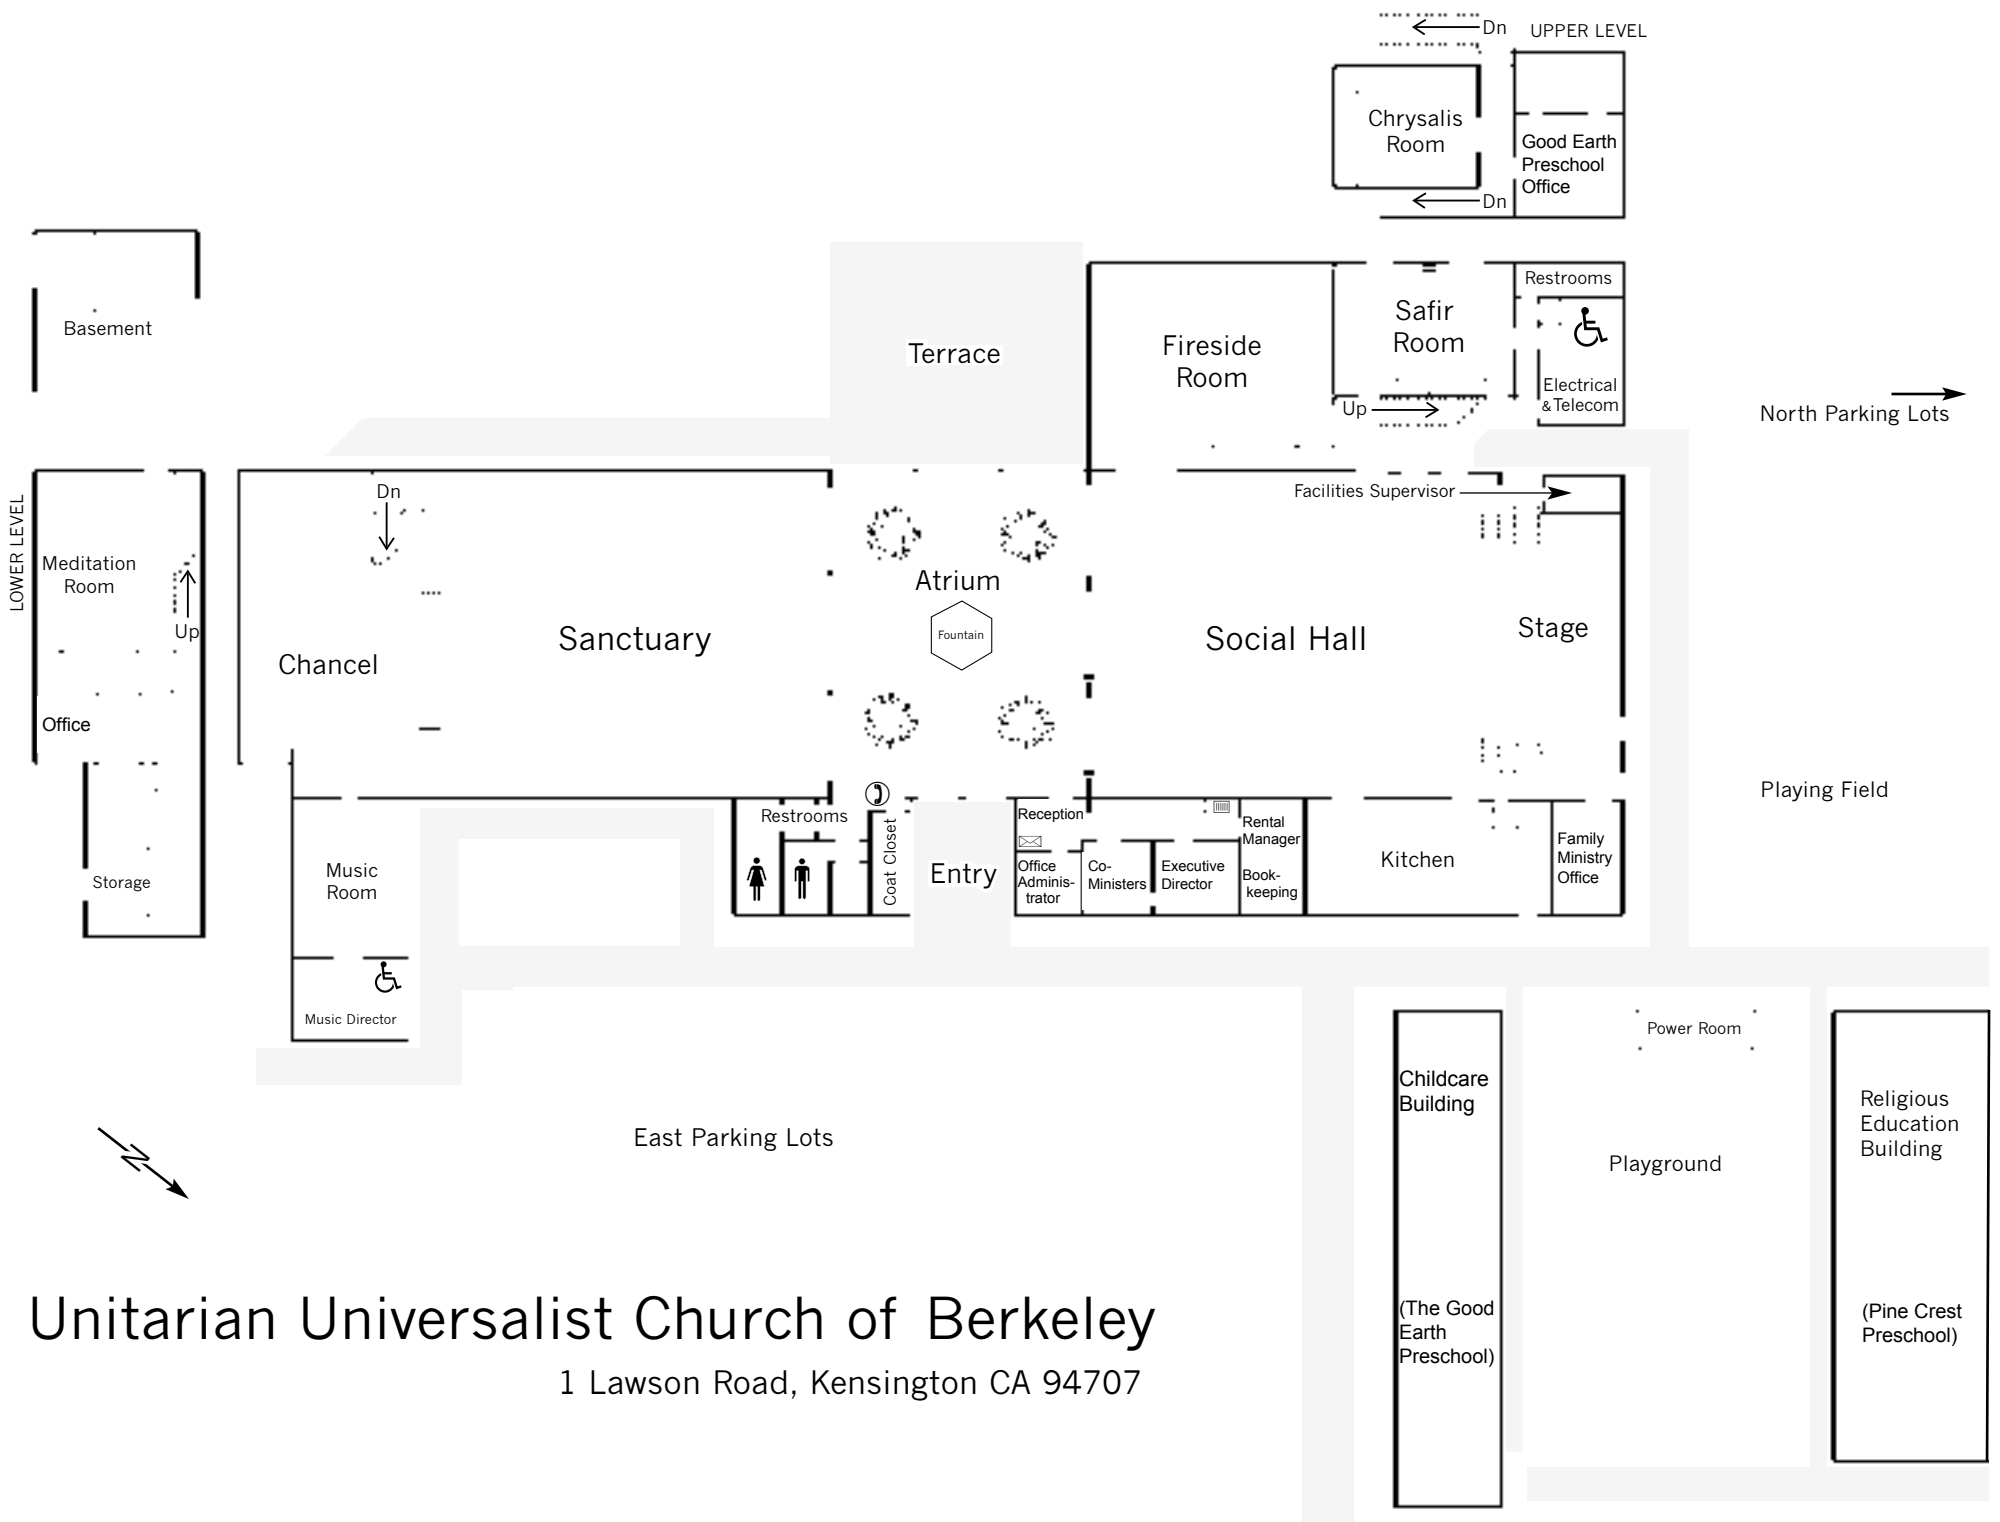 Dn
UPPER LEVEL
Chrysalis
Room
Good Earth
Preschool
Office
Dn
Basement
Terrace
Fireside
Room
Safir
Room
Restrooms
Electrical
& Telecom
Up
North Parking Lots
LOWER LEVEL
Meditation
Room
Up
Office
Storage
Dn
Chancel
Sanctuary
Atrium
Fountain
Social Hall
Facilities Supervisor
Stage
Playing Field
Music
Room
Music Director
Restrooms
Coat Closet
Entry
Reception
Office
Adminis-
trator
Co-
Ministers
Executive
Director
Rental
Manager
Book-
keeping
Kitchen
Family
Ministry
Office
N
East Parking Lots
Childcare
Building
(The Good
Earth
Preschool)
Power Room
Playground
Religious
Education
Building
(Pine Crest
Preschool)
Unitarian Universalist Church of Berkeley
1 Lawson Road, Kensington CA 94707